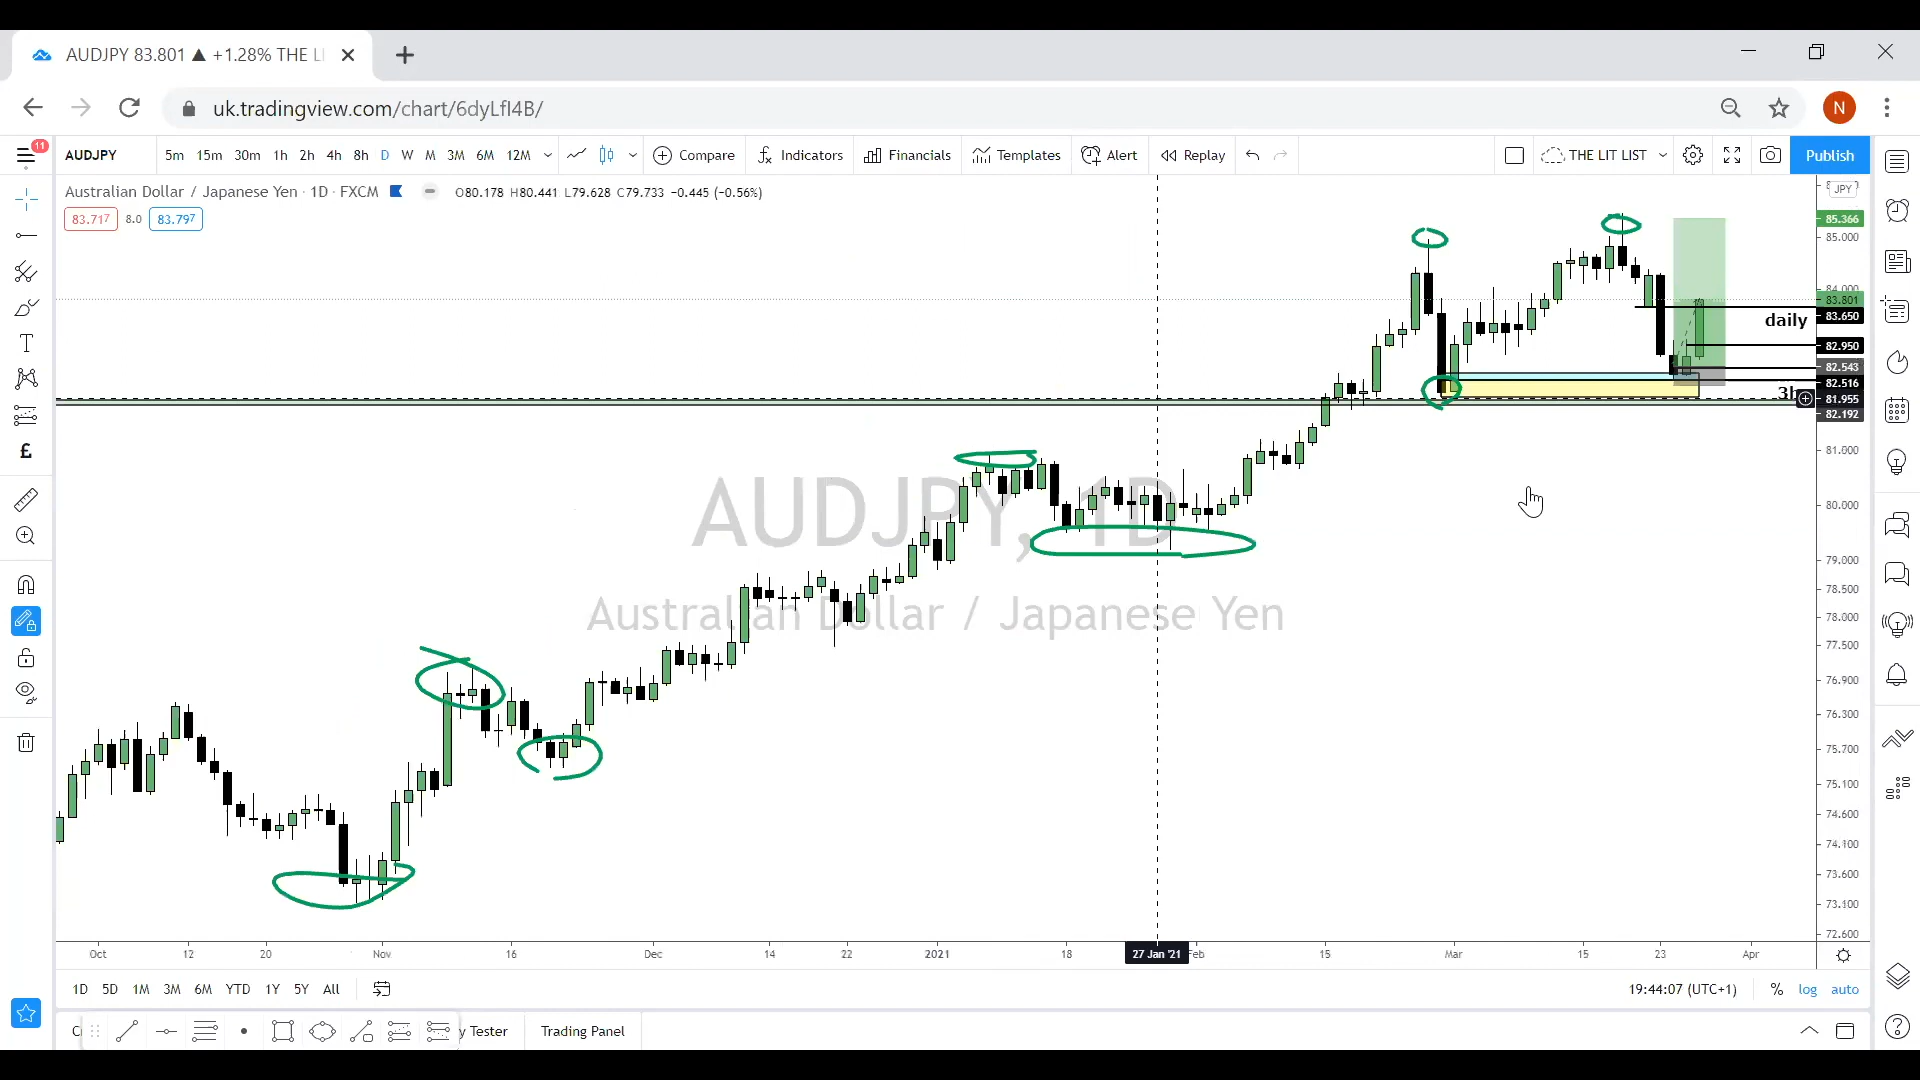 AUDJPY 83.801 ▲ +1.28% THE LI
uk.tradingview.com/chart/6dyLfI4B/
N
11
AUDJPY 5m 15m 30m 1h 2h 4h 8h D W M 3M 6M 12M Compare Indicators Financials Templates Alert Replay THE LIT LIST Publish
Australian Dollar / Japanese Yen · 1D · FXCM O80.178 H80.441 L79.628 C79.733 −0.445 (−0.56%)
JPY
83.717 8.0 83.797
85.366
85.000
84.000
83.801
83.650
daily
82.950
82.543
82.516
81.955
82.192
81.000
80.000
79.000
78.500
78.000
77.500
76.900
76.300
75.700
75.100
74.600
74.100
73.600
73.100
72.600
AUDJPY, 1D
Australian Dollar / Japanese Yen
T
£
Oct 12 20 Nov 16 Dec 14 22 2021 18 27 Jan '21 Feb 15 Mar 15 23 Apr
1D 5D 1M 3M 6M YTD 1Y 5Y All 19:44:07 (UTC+1) % log auto
y Tester Trading Panel